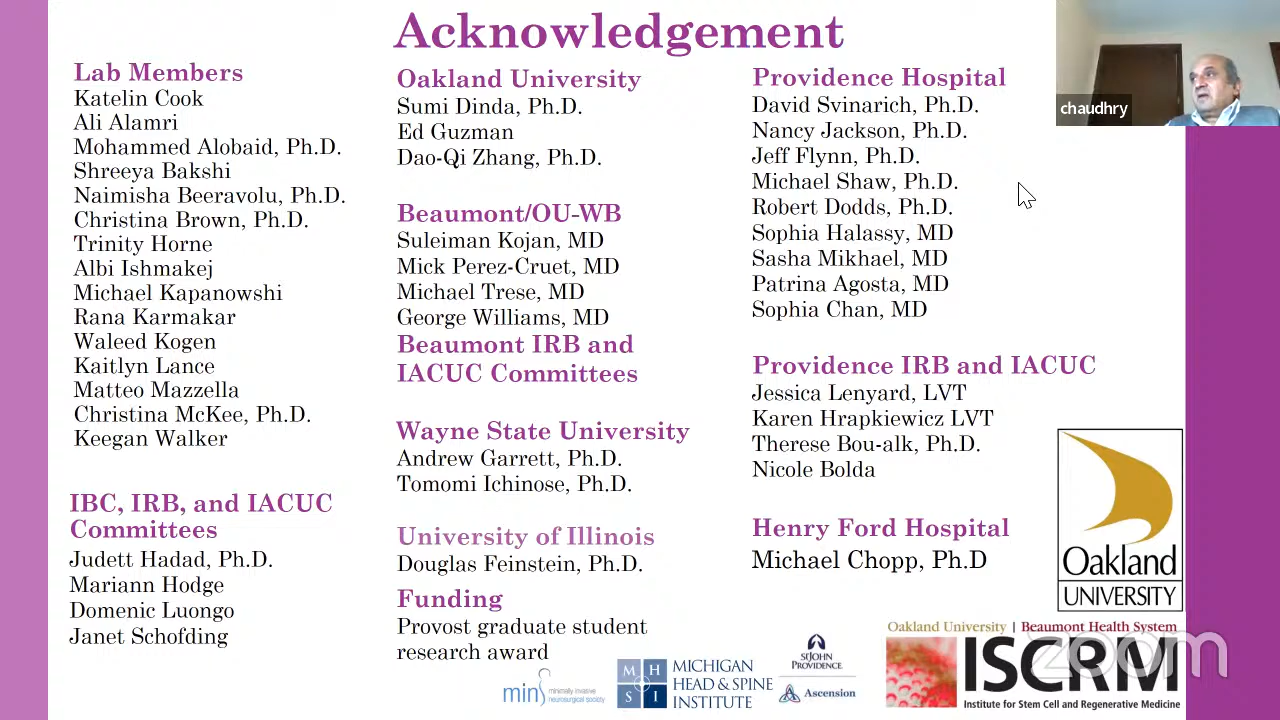 Acknowledgement
Lab Members
Katelin Cook
Ali Alamri
Mohammed Alobaid, Ph.D.
Shreeya Bakshi
Naimisha Beeravolu, Ph.D.
Christina Brown, Ph.D.
Trinity Horne
Albi Ishmakej
Michael Kapanowshi
Rana Karmakar
Waleed Kogen
Kaitlyn Lance
Matteo Mazzella
Christina McKee, Ph.D.
Keegan Walker
IBC, IRB, and IACUC
Committees
Judett Hadad, Ph.D.
Mariann Hodge
Domenic Luongo
Janet Schofding
Oakland University
Sumi Dinda, Ph.D.
Ed Guzman
Dao-Qi Zhang, Ph.D.
Beaumont/OU-WB
Suleiman Kojan, MD
Mick Perez-Cruet, MD
Michael Trese, MD
George Williams, MD
Beaumont IRB and
IACUC Committees
Wayne State University
Andrew Garrett, Ph.D.
Tomomi Ichinose, Ph.D.
University of Illinois
Douglas Feinstein, Ph.D.
Funding
Provost graduate student
research award
Providence Hospital
David Svinarich, Ph.D.
Nancy Jackson, Ph.D.
Jeff Flynn, Ph.D.
Michael Shaw, Ph.D.
Robert Dodds, Ph.D.
Sophia Halassy, MD
Sasha Mikhael, MD
Patrina Agosta, MD
Sophia Chan, MD
Providence IRB and IACUC
Jessica Lenyard, LVT
Karen Hrapkiewicz LVT
Therese Bou-alk, Ph.D.
Nicole Bolda
Henry Ford Hospital
Michael Chopp, Ph.D
chaudhry
Oakland
UNIVERSITY
minS minimally invasive
neurosurgical society
M H
S I
MICHIGAN
HEAD & SPINE
INSTITUTE
ST JOHN
PROVIDENCE
Ascension
Oakland University | Beaumont Health System
ISCRM
Institute for Stem Cell and Regenerative Medicine
zoom